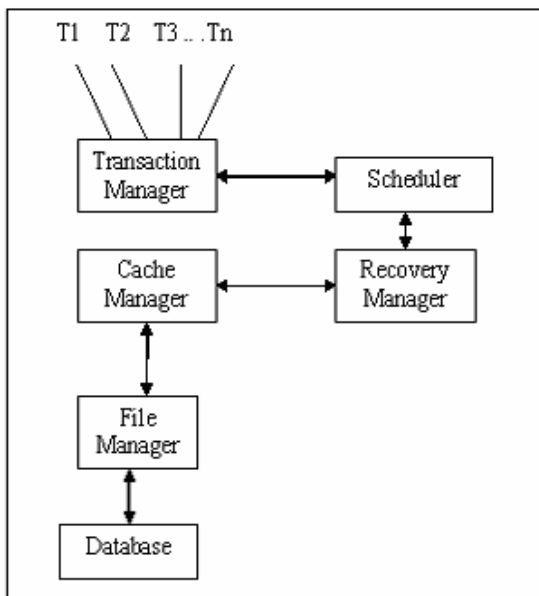 T1 T2 T3 .. . .Tn
Transaction
Manager
Scheduler
Cache
Manager
Recovery
Manager
File
Manager
Database